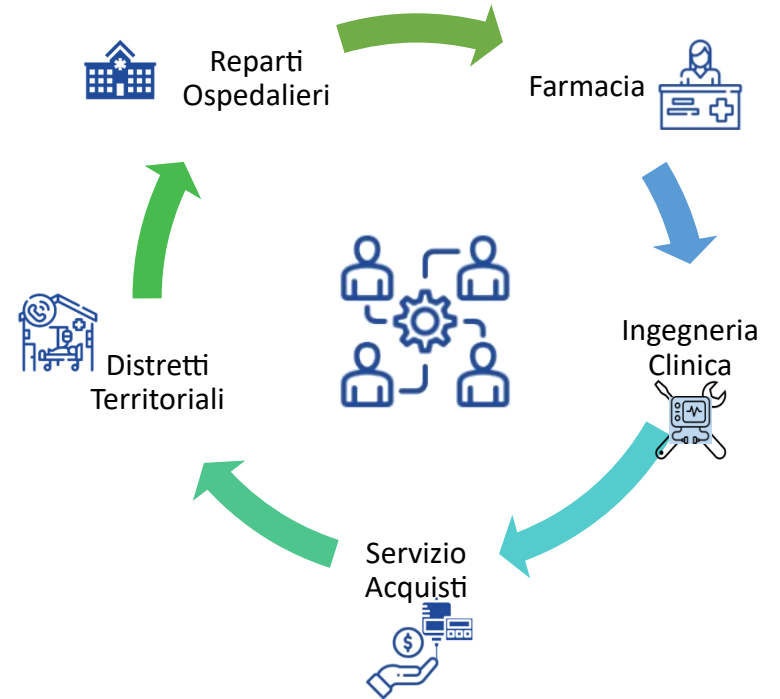 Reparti
Ospedalieri
Farmacia
Ingegneria
Clinica
Servizio
Acquisti
$
Distretti
Territoriali